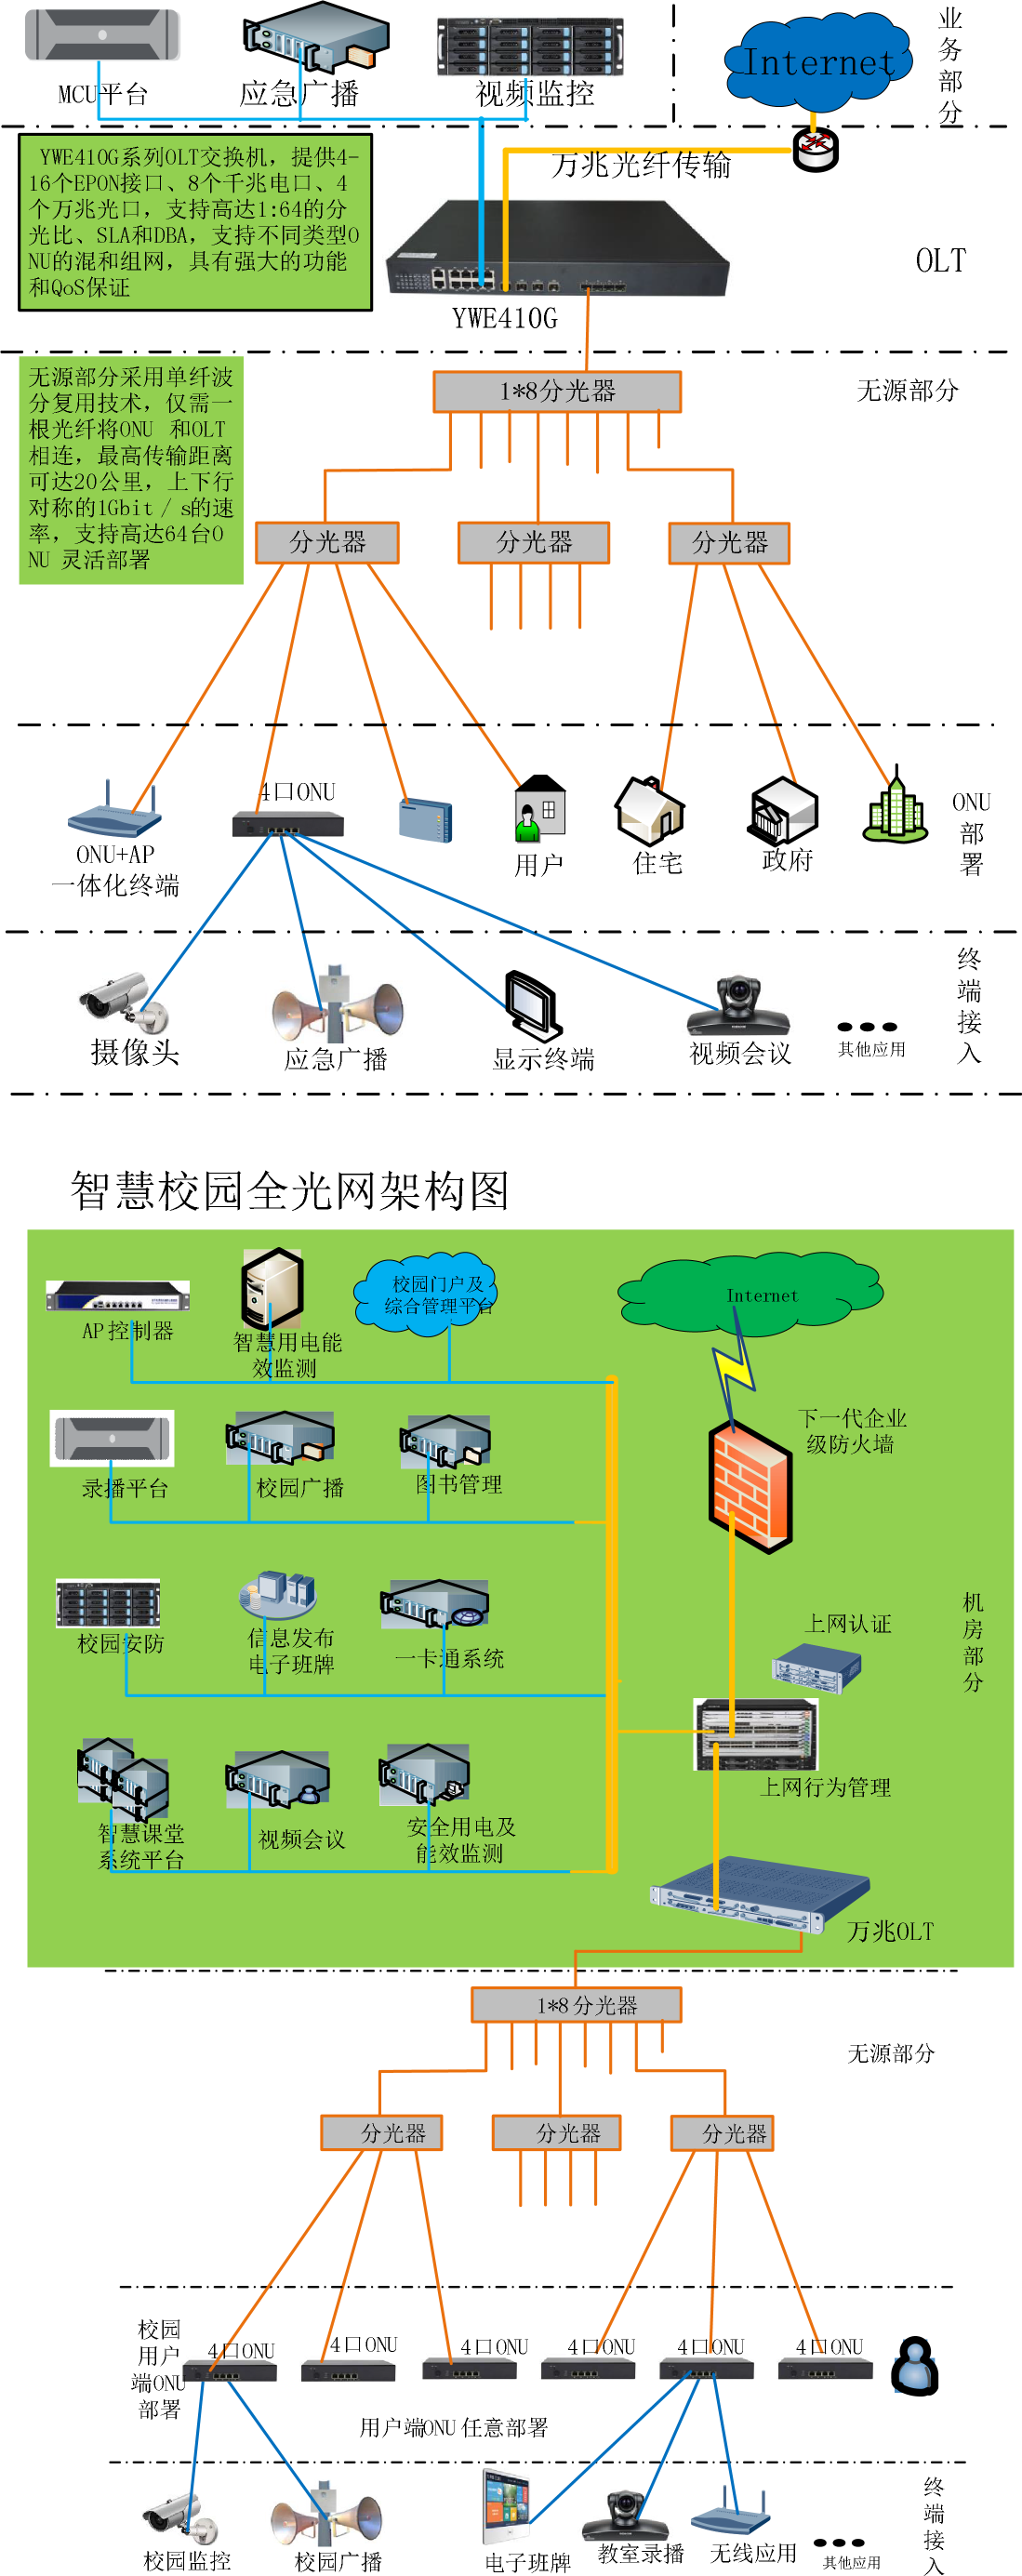 MCU平台
应急广播
视频监控
Internet
业务部分
YWE410G系列OLT交换机，提供4-
16个EPON接口、8个千兆电口、4
个万兆光口，支持高达1:64的分
光比、SLA和DBA，支持不同类型O
NU的混和组网，具有强大的功能
和QoS保证
万兆光纤传输
OLT
YWE410G
无源部分采用单纤波
分复用技术，仅需一
根光纤将ONU 和OLT
相连，最高传输距离
可达20公里，上下行
对称的1Gbit / s的速
率，支持高达64台O
NU 灵活部署
1*8分光器
无源部分
分光器
分光器
分光器
4口ONU
ONU+AP
一体化终端
用户
住宅
政府
ONU部署
摄像头
应急广播
显示终端
视频会议
其他应用
终端接入
智慧校园全光网架构图
AP控制器
智慧用电能
效监测
校园门户及
综合管理平台
Internet
录播平台
校园广播
图书管理
下一代企业
级防火墙
校园安防
信息发布
电子班牌
一卡通系统
上网认证
机房部分
上网行为管理
智慧课堂
系统平台
视频会议
安全用电及
能效监测
万兆OLT
1*8分光器
无源部分
分光器
分光器
分光器
校园
用户
端ONU
部署
4口ONU
4口ONU
4口ONU
4口ONU
4口ONU
4口ONU
用户端ONU任意部署
校园监控
校园广播
电子班牌
教室录播
无线应用
其他应用
终端接入